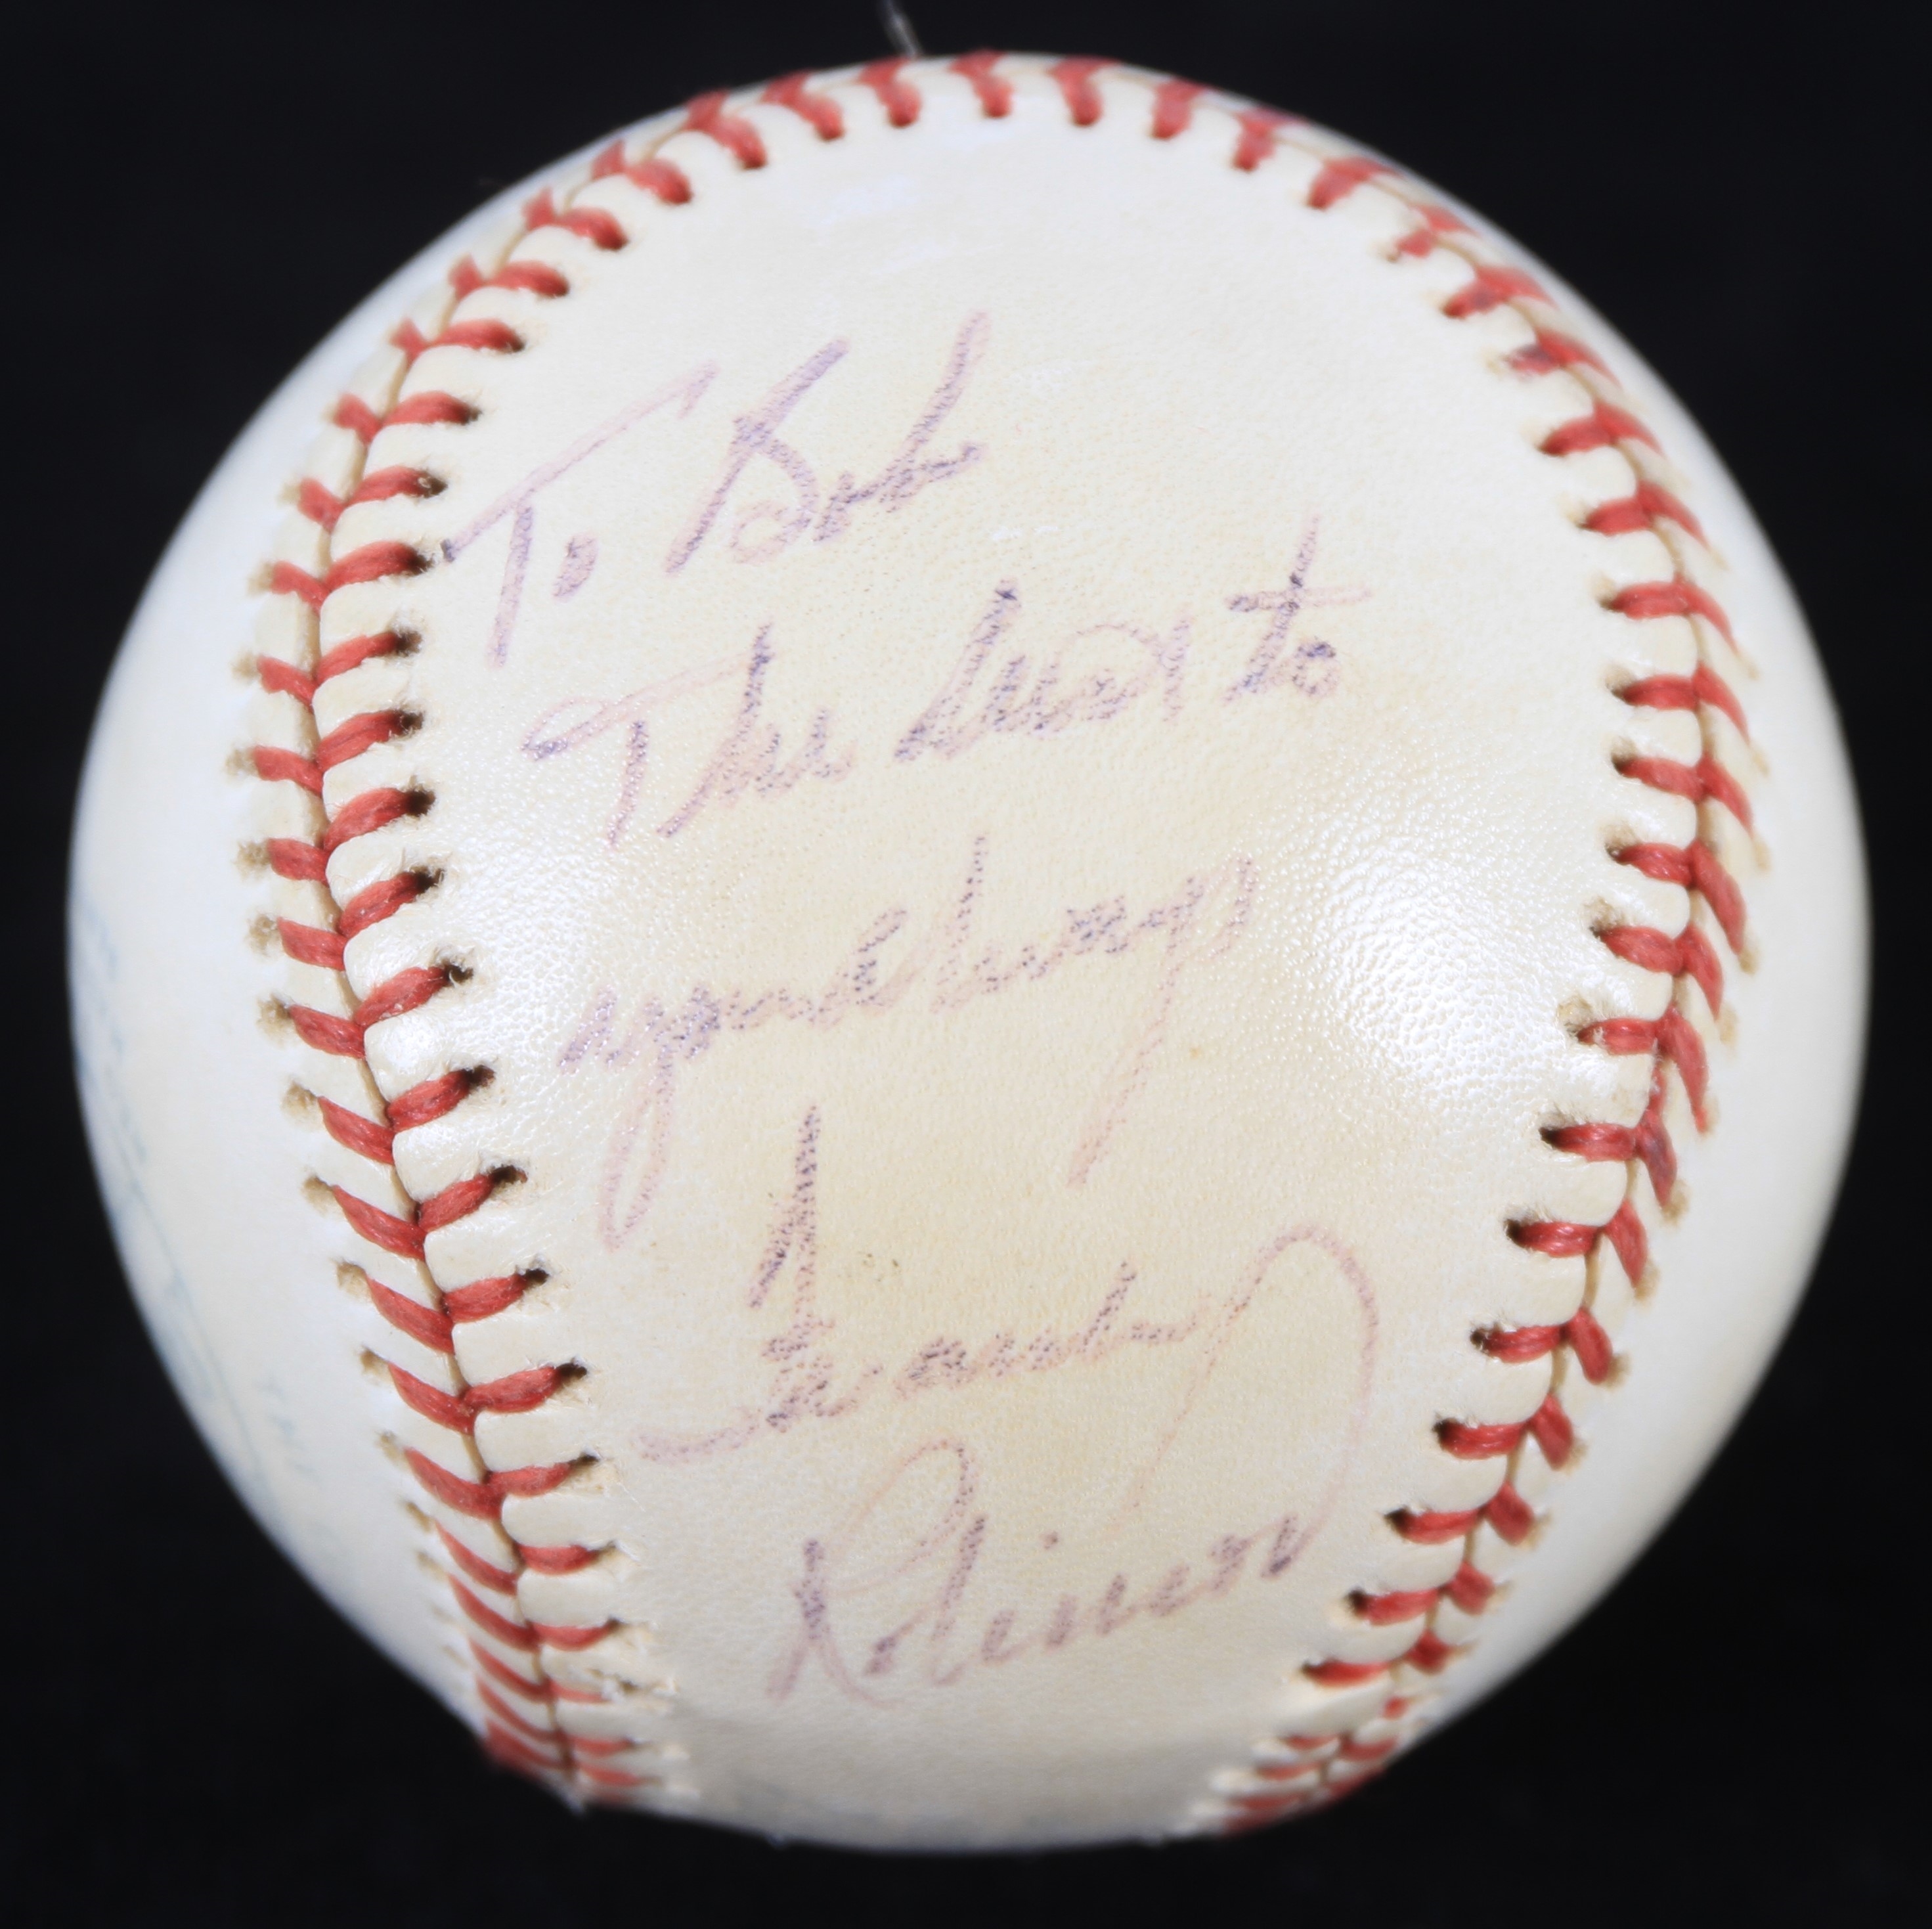 To Bob
The best to
you always
Frank
Robinson